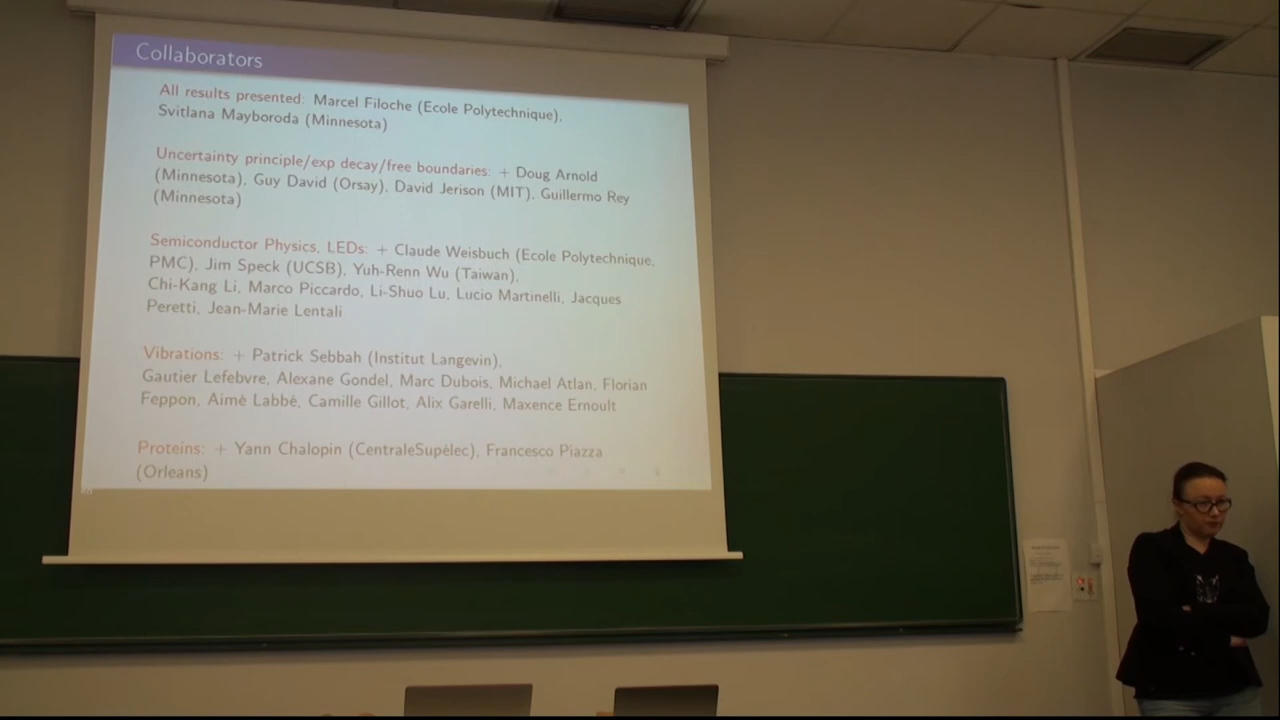 Collaborators
All results presented: Marcel Filoche (Ecole Polytechnique),
Svitlana Mayboroda (Minnesota)
Uncertainty principle/exp decay/free boundaries: + Doug Arnold
(Minnesota), Guy David (Orsay), David Jerison (MIT), Guillermo Rey
(Minnesota)
Semiconductor Physics, LEDs: + Claude Weisbuch (Ecole Polytechnique,
PMC), Jim Speck (UCSB), Yuh-Renn Wu (Taiwan),
Chi-Kang Li, Marco Piccardo, Li-Shuo Lu, Lucio Martinelli, Jacques
Peretti, Jean-Marie Lentali
Vibrations: + Patrick Sebbah (Institut Langevin),
Gautier Lefebvre, Alexane Gondel, Marc Dubois, Michael Atlan, Florian
Feppon, Aimé Labbé, Camille Gillot, Alix Garelli, Maxence Ernoult
Proteins: + Yann Chalopin (CentraleSupélec), Francesco Piazza
(Orleans)